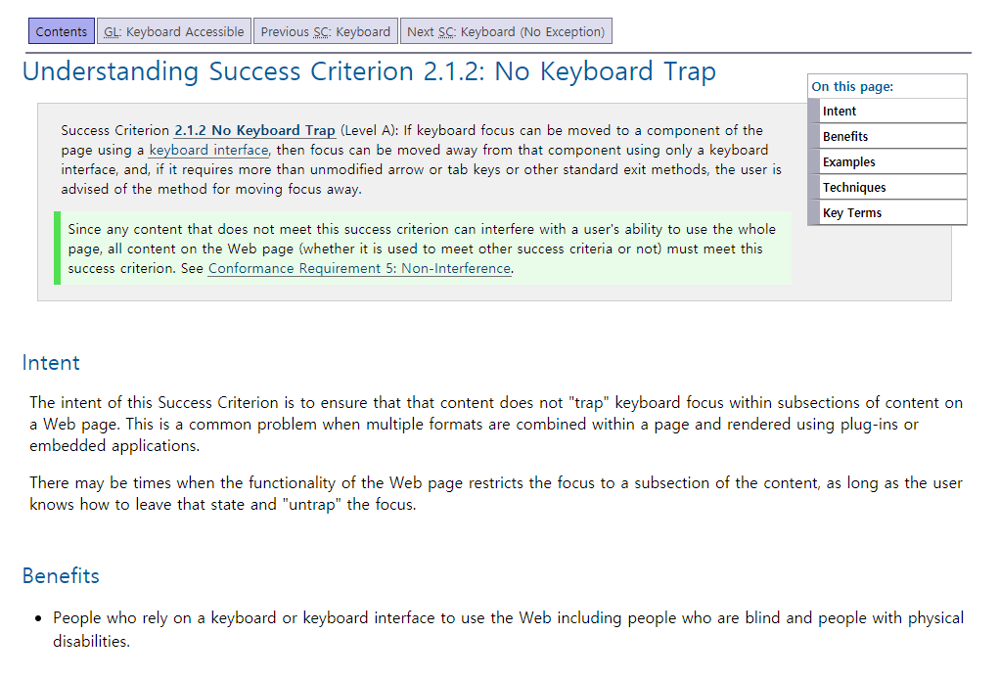 Contents GL: Keyboard Accessible Previous SC: Keyboard Next SC: Keyboard (No Exception)
Understanding Success Criterion 2.1.2: No Keyboard Trap
On this page:
Intent
Benefits
Examples
Techniques
Key Terms
Success Criterion 2.1.2 No Keyboard Trap (Level A): If keyboard focus can be moved to a component of the
page using a keyboard interface, then focus can be moved away from that component using only a keyboard
interface, and, if it requires more than unmodified arrow or tab keys or other standard exit methods, the user is
advised of the method for moving focus away.
Since any content that does not meet this success criterion can interfere with a user's ability to use the whole
page, all content on the Web page (whether it is used to meet other success criteria or not) must meet this
success criterion. See Conformance Requirement 5: Non-Interference.
Intent
The intent of this Success Criterion is to ensure that that content does not "trap" keyboard focus within subsections of content on
a Web page. This is a common problem when multiple formats are combined within a page and rendered using plug-ins or
embedded applications.
There may be times when the functionality of the Web page restricts the focus to a subsection of the content, as long as the user
knows how to leave that state and "untrap" the focus.
Benefits
• People who rely on a keyboard or keyboard interface to use the Web including people who are blind and people with physical
disabilities.